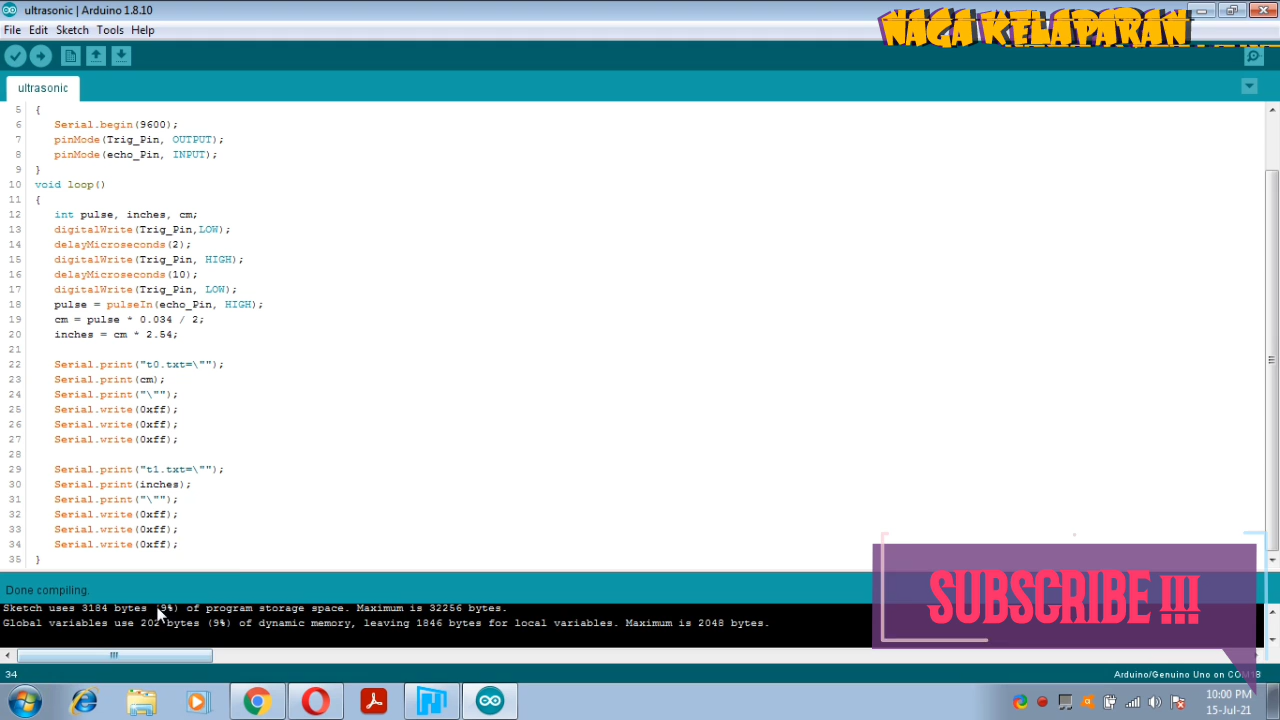 ultrasonic | Arduino 1.8.10
NAGA KELAPARAN
File Edit Sketch Tools Help
ultrasonic
5 {
6 Serial.begin(9600);
7 pinMode(Trig_Pin, OUTPUT);
8 pinMode(echo_Pin, INPUT);
9 }
10 void loop()
11 {
12 int pulse, inches, cm;
13 digitalWrite(Trig_Pin,LOW);
14 delayMicroseconds(2);
15 digitalWrite(Trig_Pin, HIGH);
16 delayMicroseconds(10);
17 digitalWrite(Trig_Pin, LOW);
18 pulse = pulseIn(echo_Pin, HIGH);
19 cm = pulse * 0.034 / 2;
20 inches = cm * 2.54;
21
22 Serial.print("t0.txt=\"");
23 Serial.print(cm);
24 Serial.print("\"");
25 Serial.write(0xff);
26 Serial.write(0xff);
27 Serial.write(0xff);
28
29 Serial.print("t1.txt=\"");
30 Serial.print(inches);
31 Serial.print("\"");
32 Serial.write(0xff);
33 Serial.write(0xff);
34 Serial.write(0xff);
35 }
SUBSCRIBE !!!
Done compiling.
Sketch uses 3184 bytes (9%) of program storage space. Maximum is 32256 bytes.
Global variables use 202 bytes (9%) of dynamic memory, leaving 1846 bytes for local variables. Maximum is 2048 bytes.
34
Arduino/Genuino Uno on COM18
10:00 PM
15-Jul-21